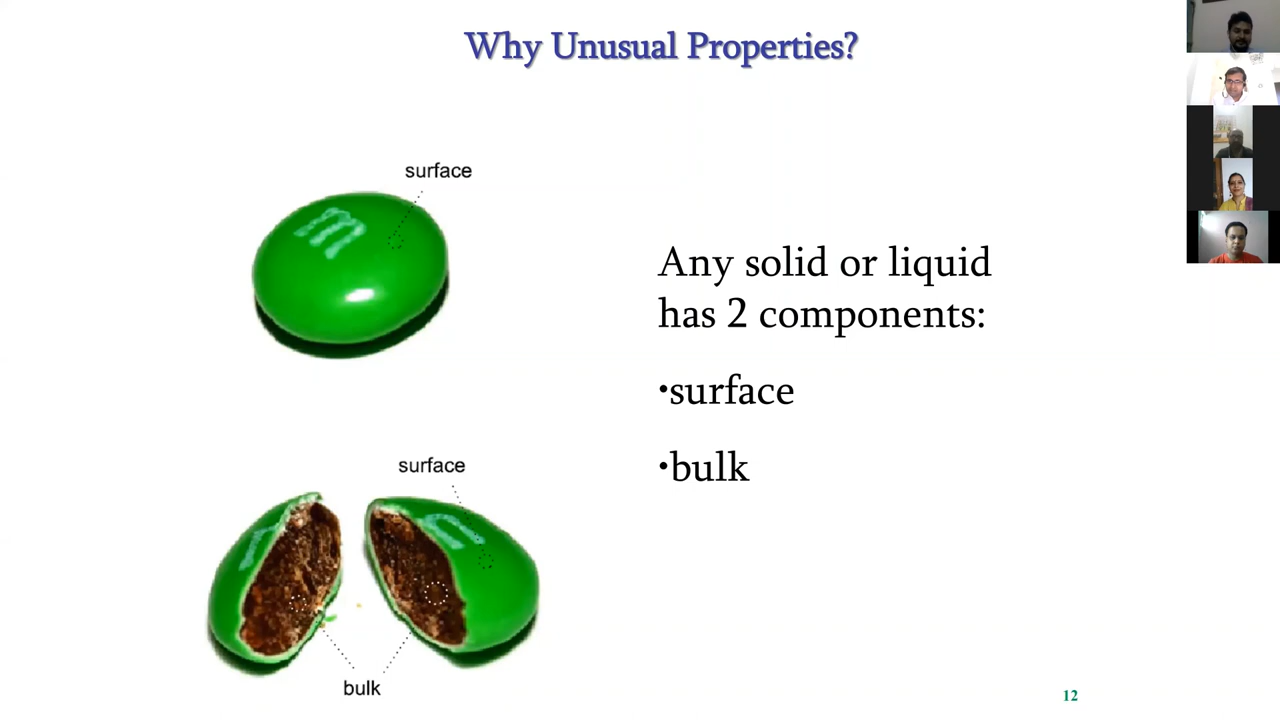 Why Unusual Properties?
surface
m
Any solid or liquid
has 2 components:
•surface
•bulk
surface
bulk
12